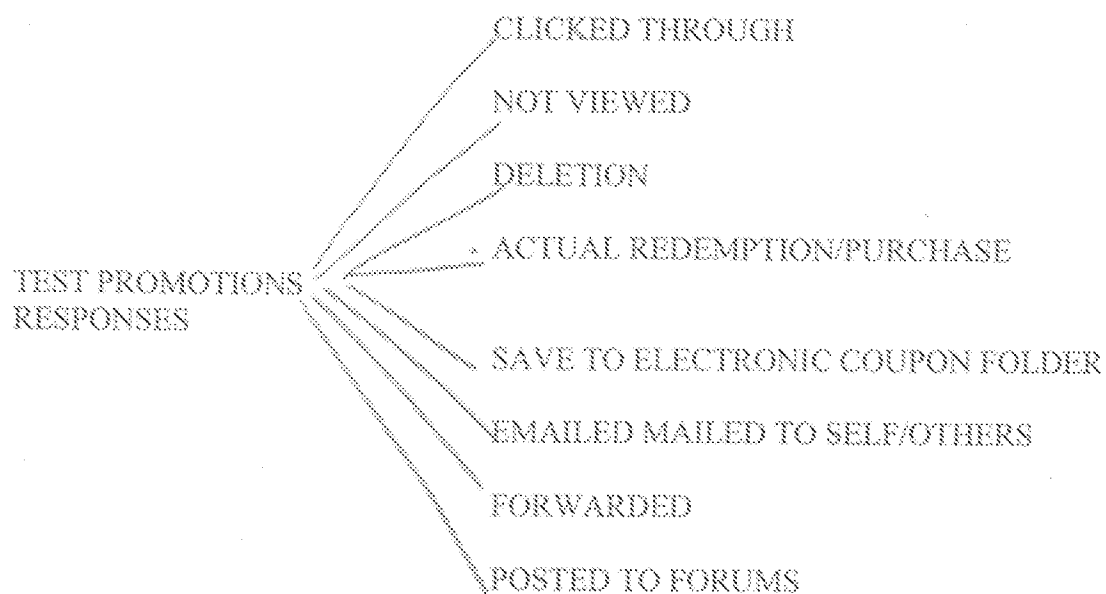 CLICKED THROUGH
NOT VIEWED
DELETION
ACTUAL REDEMPTION/PURCHASE
TEST PROMOTIONS
RESPONSES
SAVE TO ELECTRONIC COUPON FOLDER
EMAILED MAILED TO SELF/OTHERS
FORWARDED
POSTED TO FORUMS